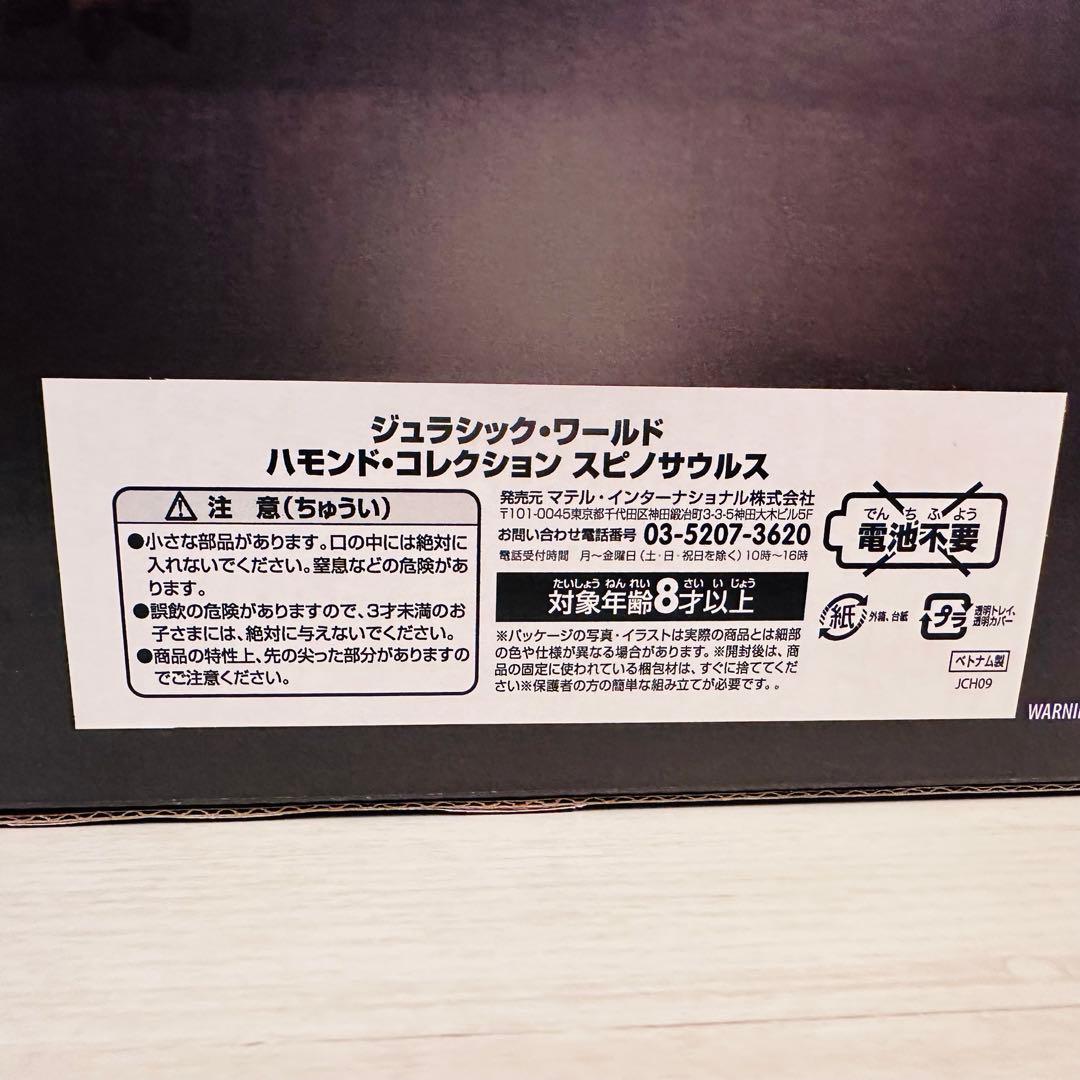 ジュラシック・ワールド
ハモンド・コレクション スピノサウルス
注 意(ちゅうい)
●小さな部品があります。口の中には絶対に
入れないでください。窒息などの危険があ
ります。
●誤飲の危険がありますので、3才未満のお
子さまには、絶対に与えないでください。
●商品の特性上、先の尖った部分がありますの
でご注意ください。
発売元 マテル・インターナショナル株式会社
〒101-0045東京都千代田区神田鍛冶町3-3-5神田大木ビル5F
お問い合わせ電話番号 03-5207-3620
電話受付時間 月~金曜日(土・日・祝日を除く)10時~16時
たいしょう ねん れい さい い じょう
対象年齢8才以上
※パッケージの写真・イラストは実際の商品とは細部
の色や仕様が異なる場合があります。※開封後は、商
品の固定に使われている梱包材は、すぐに捨ててくだ
さい※保護者の方の簡単な組み立てが必要です。。
でん ち ふ よう
電池不要
紙 外箱、台紙
プラ 透明トレイ、
透明カバー
ベトナム製
JCH09